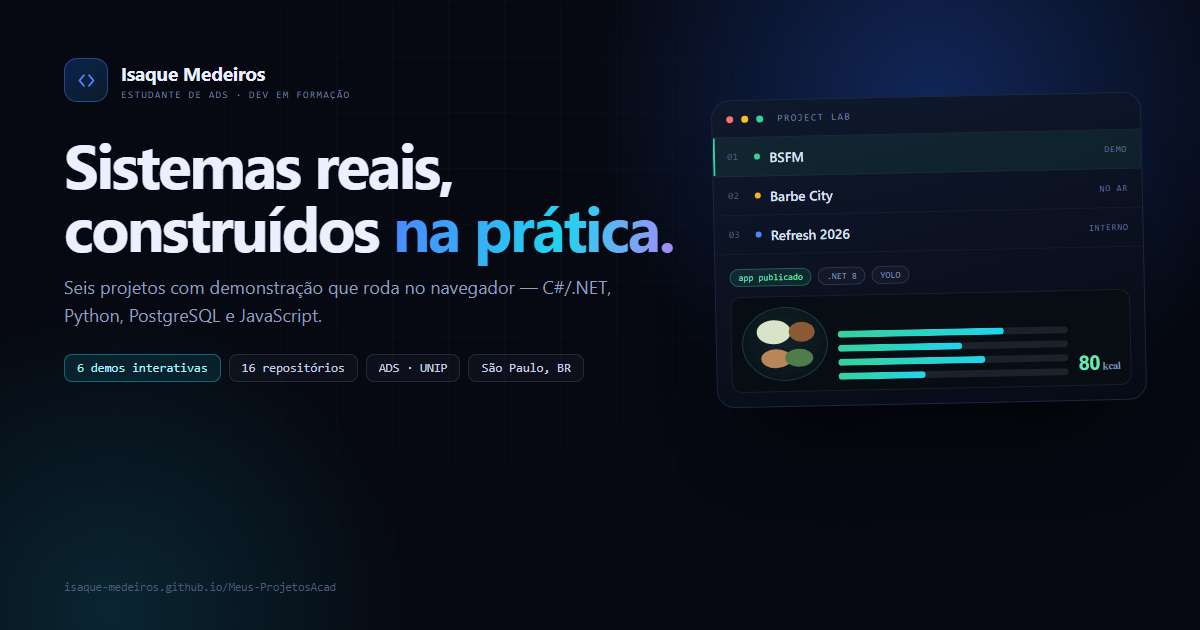 Isaque Medeiros
ESTUDANTE DE ADS · DEV EM FORMAÇÃO
Sistemas reais,
construídos na prática.
Seis projetos com demonstração que roda no navegador — C#/.NET,
Python, PostgreSQL e JavaScript.
6 demos interativas
16 repositórios
ADS · UNIP
São Paulo, BR
PROJECT LAB
01 BSFM DEMO
02 Barbe City NO AR
03 Refresh 2026 INTERNO
app publicado
.NET 8
YOLO
80 kcal
isaque-medeiros.github.io/Meus-ProjetosAcad